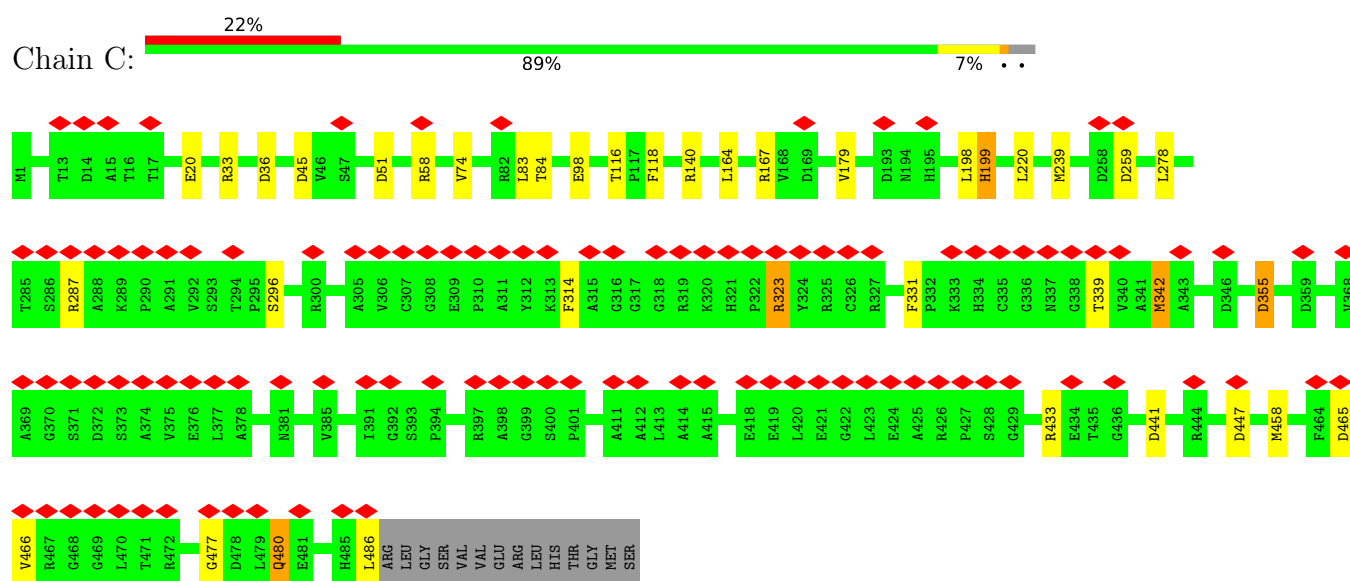 22%
Chain C:
89% 7% • •
M1 T13 D14 A15 T16 T17 E20 R33 D36 D45 V46 S47 D51 R58 V74 R82 L83 T84 E98 T116 P117 F118 R140 L164 R167 V168 D169 V179 D193 N194 H195 L198 H199 L220 M239 D258 D259 L278
T285 S286 R287 A288 K289 P290 A291 V292 S293 T294 P295 S296 R300 A305 V306 C307 G308 E309 P310 A311 Y312 K313 F314 A315 G316 G317 G318 R319 K320 H321 P322 R323 Y324 R325 C326 R327 F331 P332 K333 H334 C335 G336 N337 G338 T339 V340 A341 M342 A343 D346 D355 D359 V368
A369 G370 S371 D372 S373 A374 V375 E376 L377 A378 N381 V385 I391 G392 S393 P394 R397 A398 G399 S400 P401 A411 A412 L413 A414 A415 E418 E419 L420 E421 G422 L423 E424 A425 R426 P427 S428 G429 R433 E434 T435 G436 D441 R444 D447 M458 F464 D465
V466 R467 G468 G469 L470 T471 R472 G477 D478 L479 Q480 E481 H485 L486 ARG LEU GLY SER VAL VAL GLU ARG LEU HIS THR GLY MET SER